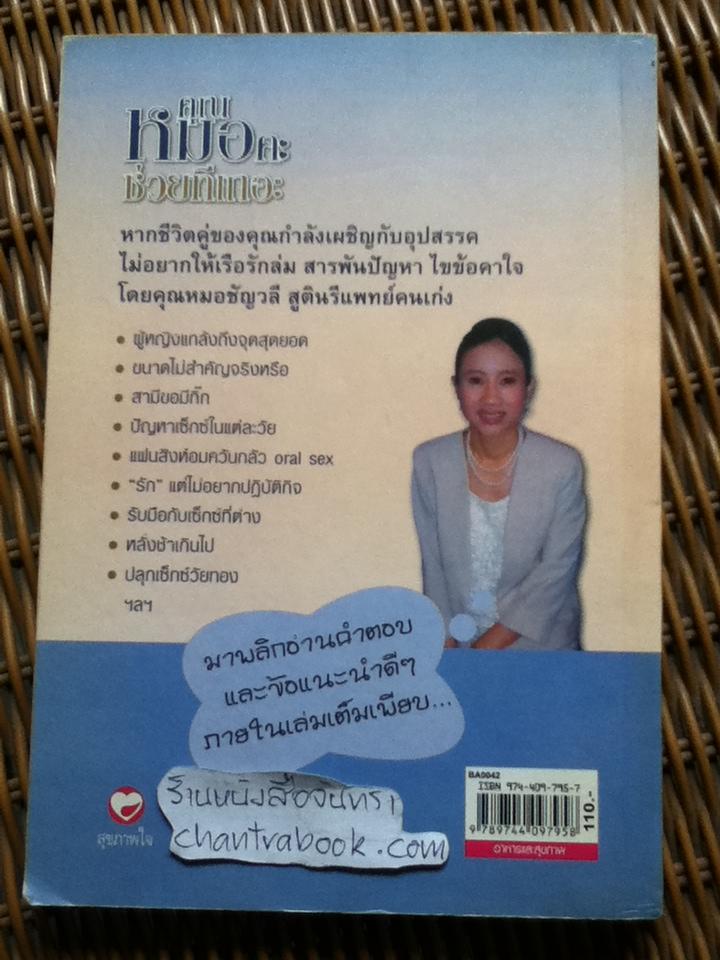 คุณ
หมอคะ
ช่วยทีเถอะ
หากชีวิตคู่ของคุณกำลังเผชิญกับอุปสรรค
ไม่อยากให้เรือรักล่ม สารพันปัญหา ไขข้อคาใจ
โดยคุณหมอชัญวลี สูตินรีแพทย์คนเก่ง
• ผู้หญิงแกล้งถึงจุดสุดยอด
• ขนาดไม่สำคัญจริงหรือ
• สามีขอมีกิ๊ก
• ปัญหาเซ็กซ์ในแต่ละวัย
• แฟนสิงห์อมควันกลัว oral sex
• "รัก" แต่ไม่อยากปฏิบัติกิจ
• รับมือกับเซ็กซ์ที่ต่าง
• หลั่งช้าเกินไป
• ปลุกเซ็กซ์วัยทอง
ฯลฯ
มาพลิกอ่านคำตอบ
และข้อแนะนำดีๆ
ภายในเล่มเต็มเพียบ...
ร้านหนังสือจันทรา
chantrabook.com
สุขภาพใจ
BA0042
ISBN 974-409-795-7
9 789744 097958
110.-
อาหารและสุขภาพ